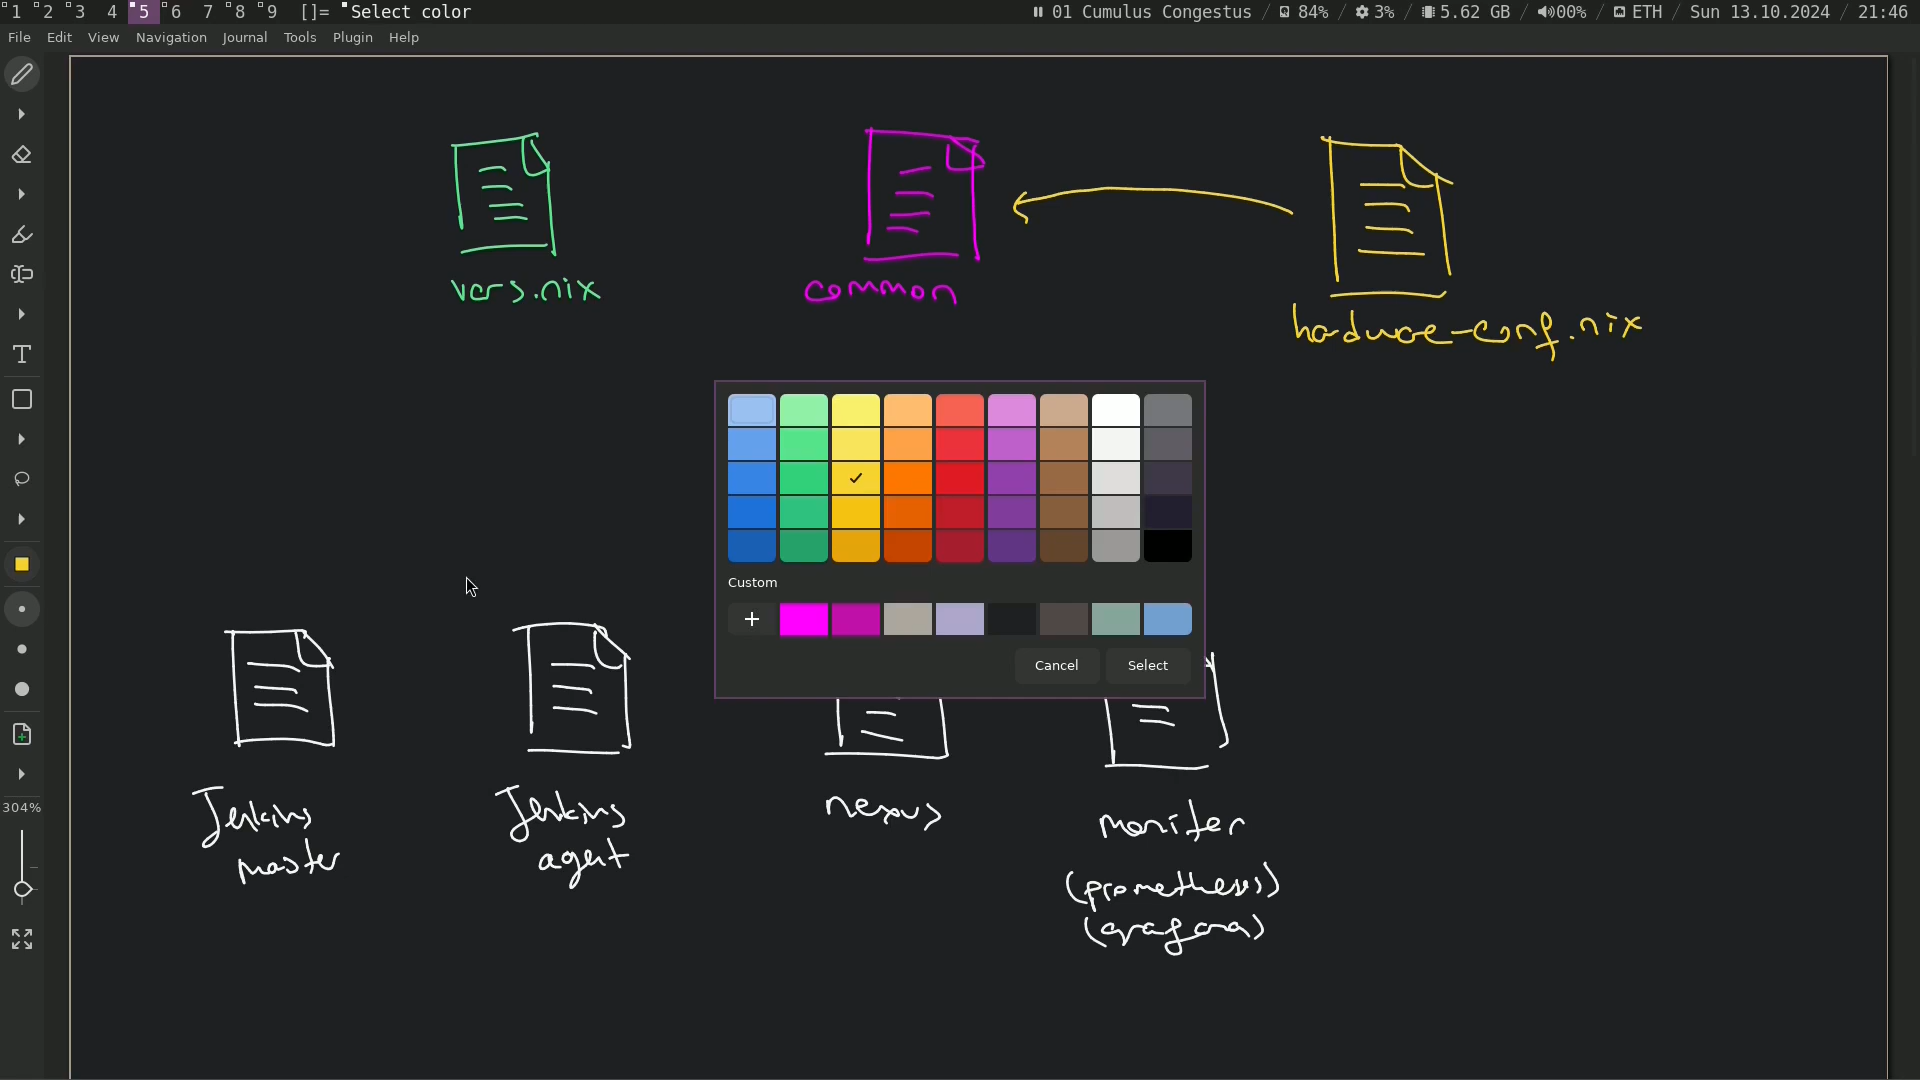 1 2 3 4 5 6 7 8 9 []= Select color 01 Cumulus Congestus / 84% / 3% / 5.62 GB / 00% / ETH / Sun 13.10.2024 / 21:46
File Edit View Navigation Journal Tools Plugin Help
vars.nix
common
hardware-conf.nix
Custom
Cancel Select
304%
Jenkins
master
Jenkins
agent
nexus
moniter
(prometheus)
(grafana)